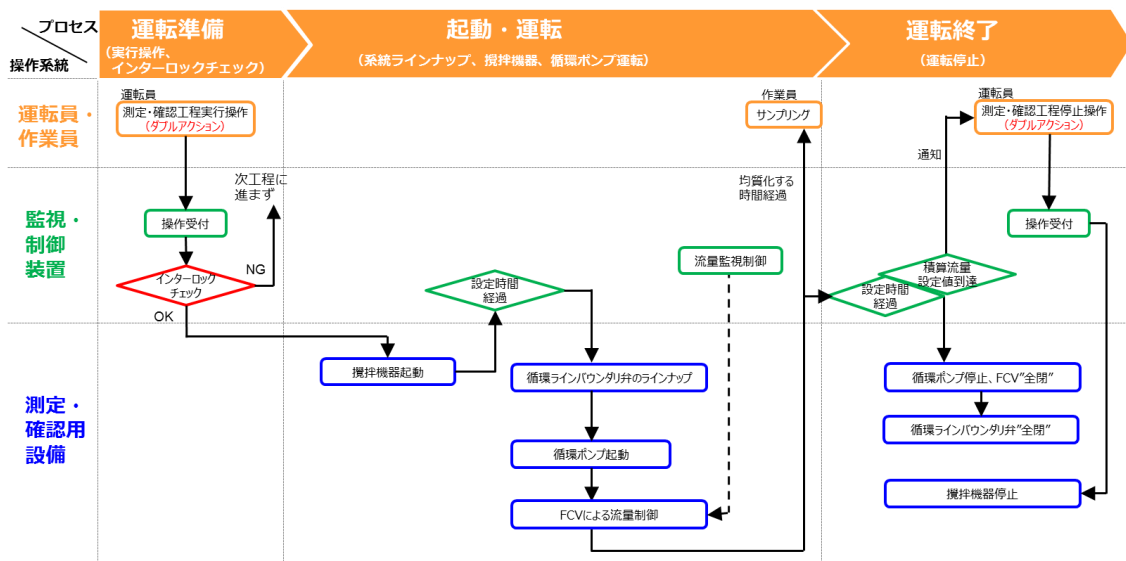 プロセス
操作系統
運転準備
(実行操作、
インターロックチェック)
起動・運転
(系統ラインナップ、攪拌機器、循環ポンプ運転)
運転終了
(運転停止)
運転員・
作業員
運転員
測定・確認工程実行操作
(ダブルアクション)
作業員
サンプリング
運転員
測定・確認工程停止操作
(ダブルアクション)
通知
監視・
制御
装置
次工程に
進まず
操作受付
インターロック
チェック
NG
OK
設定時間
経過
流量監視制御
均質化する
時間経過
積算流量
設定値到達
設定時間
経過
操作受付
測定・
確認用
設備
攪拌機器起動
循環ラインバウンダリ弁のラインナップ
循環ポンプ起動
FCVによる流量制御
循環ポンプ停止、FCV"全閉"
循環ラインバウンダリ弁"全閉"
攪拌機器停止